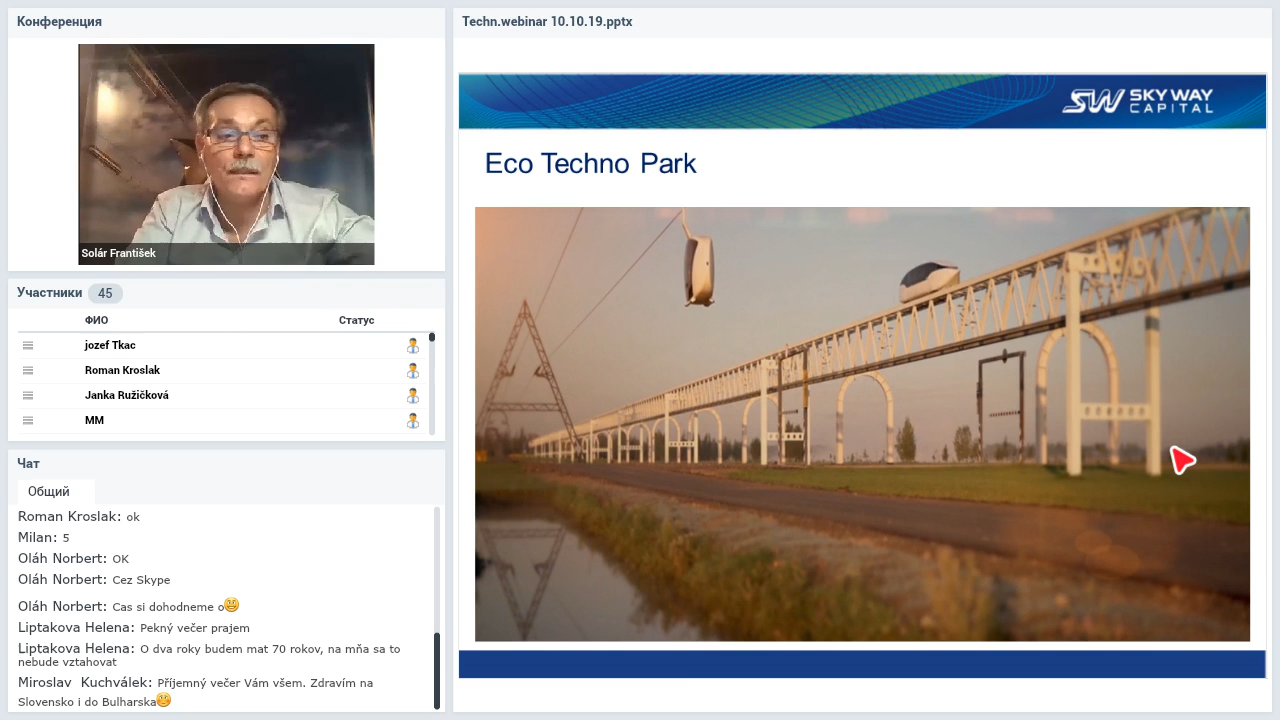 Конференция
Solár František
Участники 45
ФИО Статус
jozef Tkac
Roman Kroslak
Janka Ružičková
MM
Чат
Общий
Roman Kroslak: ok
Milan: 5
Oláh Norbert: OK
Oláh Norbert: Cez Skype
Oláh Norbert: Cas si dohodneme o
Liptakova Helena: Pekný večer prajem
Liptakova Helena: O dva roky budem mat 70 rokov, na mňa sa to
nebude vztahovat
Miroslav Kuchválek: Příjemný večer Vám všem. Zdravím na
Slovensko i do Bulharska
Techn.webinar 10.10.19.pptx
SW SKY WAY
CAPITAL
Eco Techno Park